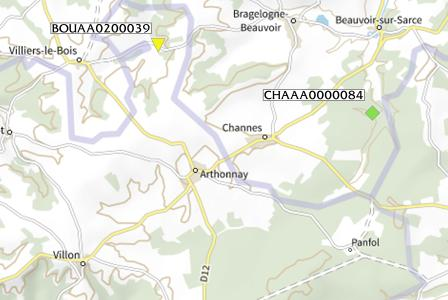 BOUAA0200039
Bragelogne-
Beauvoir
Beauvoir-sur-Sarce
Villiers-le-Bois
CHAAA0000084
Channes
t
Arthonnay
Panfol
Villon
D12